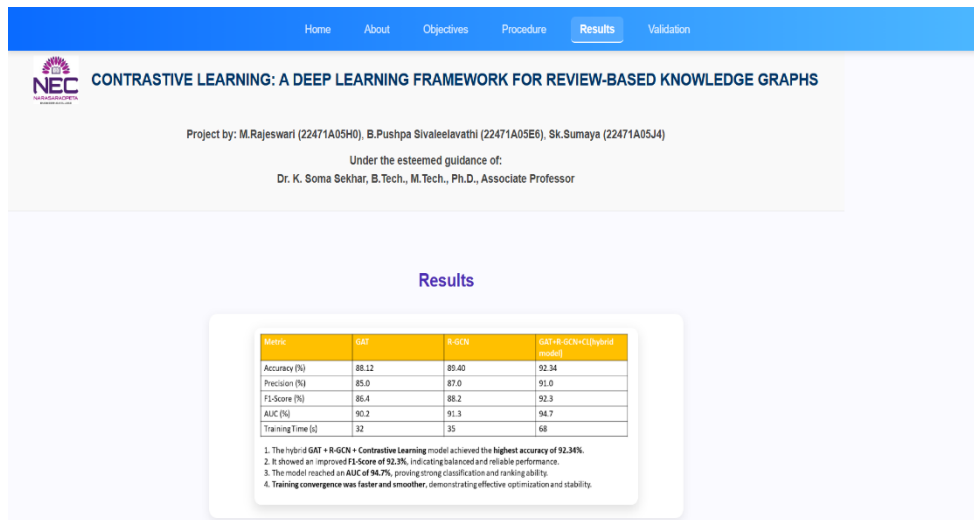 Home About Objectives Procedure Results Validation
NEC
NARASARAOPETA
CONTRASTIVE LEARNING: A DEEP LEARNING FRAMEWORK FOR REVIEW-BASED KNOWLEDGE GRAPHS
Project by: M.Rajeswari (22471A05H0), B.Pushpa Sivaleelavathi (22471A05E6), Sk.Sumaya (22471A05J4)
Under the esteemed guidance of:
Dr. K. Soma Sekhar, B.Tech., M.Tech., Ph.D., Associate Professor
Results
Metric GAT R-GCN GAT+R-GCN+CL(hybrid
model)
Accuracy (%) 88.12 89.40 92.34
Precision (%) 85.0 87.0 91.0
F1-Score (%) 86.4 88.2 92.3
AUC (%) 90.2 91.3 94.7
Training Time (s) 32 35 68
1. The hybrid GAT + R-GCN + Contrastive Learning model achieved the highest accuracy of 92.34%.
2. It showed an improved F1-Score of 92.3%, indicating balanced and reliable performance.
3. The model reached an AUC of 94.7%, proving strong classification and ranking ability.
4. Training convergence was faster and smoother, demonstrating effective optimization and stability.